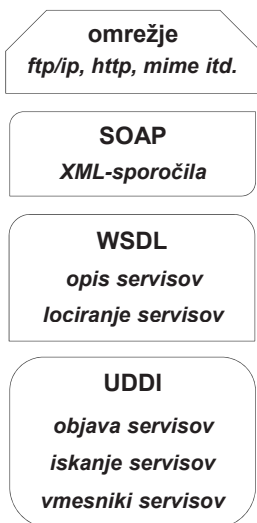 omrežje
ftp/ip, http, mime itd.
SOAP
XML-sporočila
WSDL
opis servisov
lociranje servisov
UDDI
objava servisov
iskanje servisov
vmesniki servisov